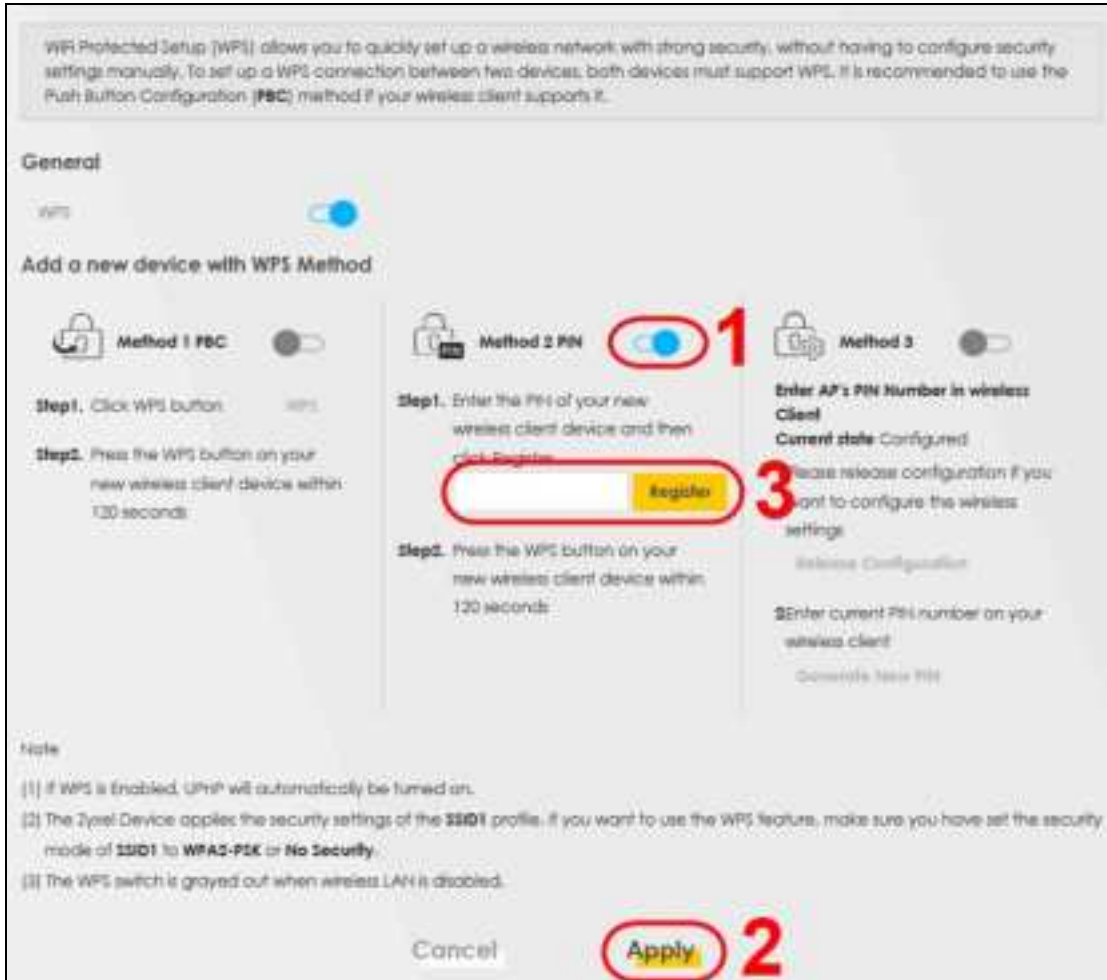 WiFi Protected Setup (WPS) allows you to quickly set up a wireless network with strong security, without having to configure security
settings manually. To set up a WPS connection between two devices, both devices must support WPS. It is recommended to use the
Push Button Configuration (PBC) method if your wireless client supports it.
General
WPS
Add a new device with WPS Method
Method 1 PBC
Step1. Click WPS button WPS
Step2. Press the WPS button on your
new wireless client device within
120 seconds
Method 2 PIN
1
Step1. Enter the PIN of your new
wireless client device and then
click Register
Register
3
Step2. Press the WPS button on your
new wireless client device within
120 seconds
Method 3
Enter AP's PIN Number in wireless
Client
Current state Configured
Please release configuration if you
want to configure the wireless
settings
Release Configuration
2Enter current PIN number on your
wireless client
Generate New PIN
Note
(1) If WPS is Enabled, UPnP will automatically be turned on.
(2) The Zyxel Device applies the security settings of the SSID1 profile. If you want to use the WPS feature, make sure you have set the security
mode of SSID1 to WPA2-PSK or No Security.
(3) The WPS switch is grayed out when wireless LAN is disabled.
Cancel
Apply
2